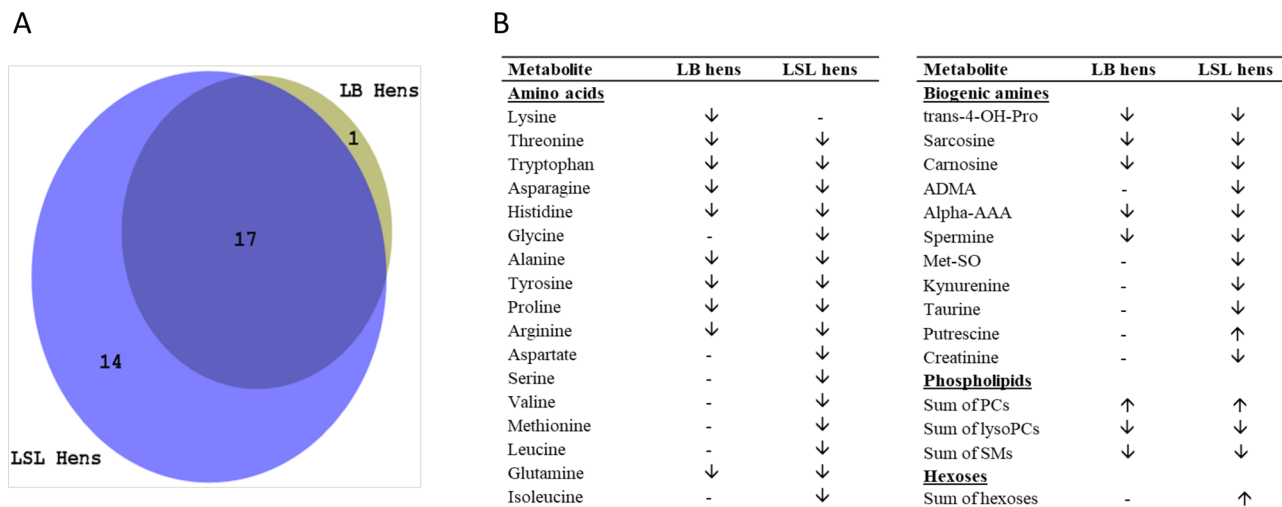 A
LB Hens
1
17
14
LSL Hens
B
Metabolite LB hens LSL hens
Amino acids
Lysine ↓ -
Threonine ↓ ↓
Tryptophan ↓ ↓
Asparagine ↓ ↓
Histidine ↓ ↓
Glycine - ↓
Alanine ↓ ↓
Tyrosine ↓ ↓
Proline ↓ ↓
Arginine ↓ ↓
Aspartate - ↓
Serine - ↓
Valine - ↓
Methionine - ↓
Leucine - ↓
Glutamine ↓ ↓
Isoleucine - ↓
Metabolite LB hens LSL hens
Biogenic amines
trans-4-OH-Pro ↓ ↓
Sarcosine ↓ ↓
Carnosine ↓ ↓
ADMA - ↓
Alpha-AAA ↓ ↓
Spermine ↓ ↓
Met-SO - ↓
Kynurenine - ↓
Taurine - ↓
Putrescine - ↑
Creatinine - ↓
Phospholipids
Sum of PCs ↑ ↑
Sum of lysoPCs ↓ ↓
Sum of SMs ↓ ↓
Hexoses
Sum of hexoses - ↑